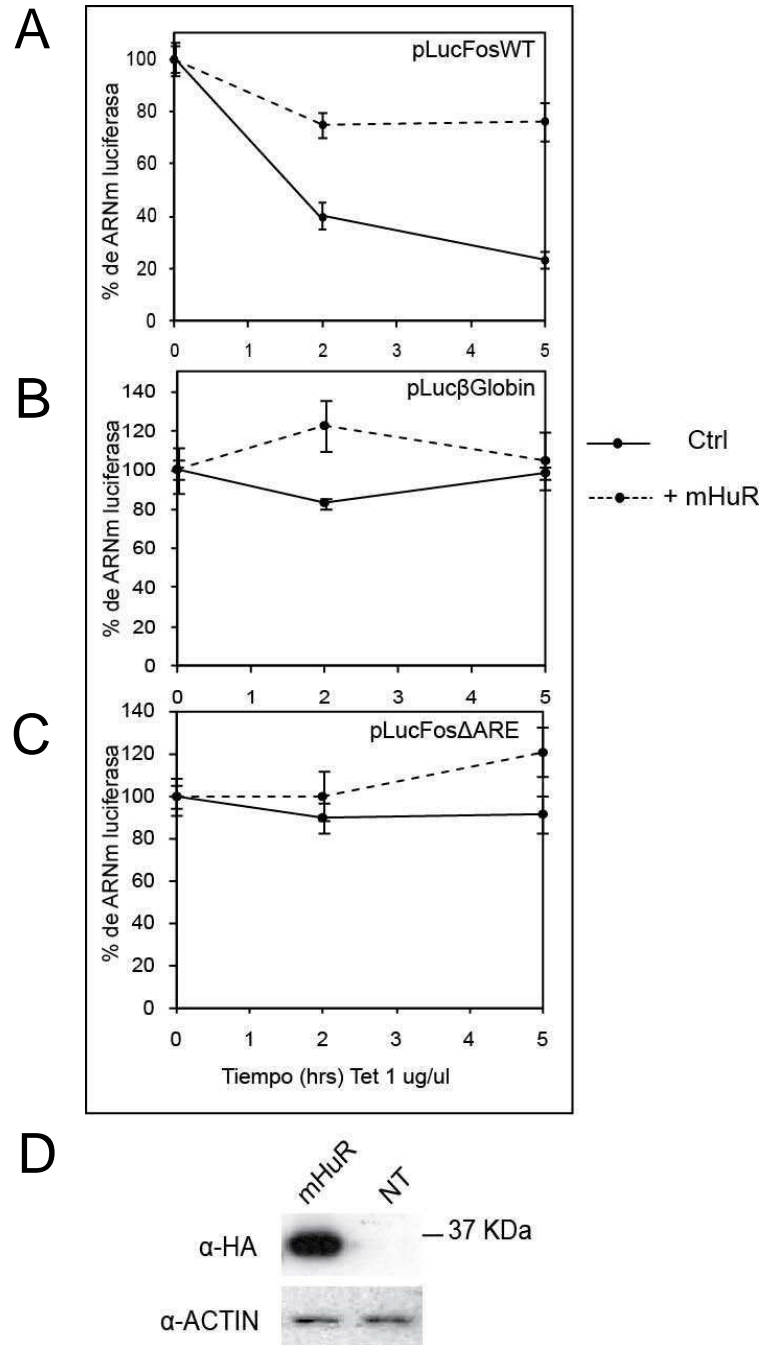 A
pLucFosWT
% de ARNm luciferasa
100
80
60
40
20
0
0 1 2 3 4 5
B
pLucβGlobin
% de ARNm luciferasa
140
120
100
80
60
40
20
0
0 1 2 3 4 5
Ctrl
+ mHuR
C
pLucFosΔARE
% de ARNm luciferasa
140
120
100
80
60
40
20
0
0 1 2 3 4 5
Tiempo (hrs) Tet 1 ug/ul
D
mHuR NT
α-HA
37 KDa
α-ACTIN